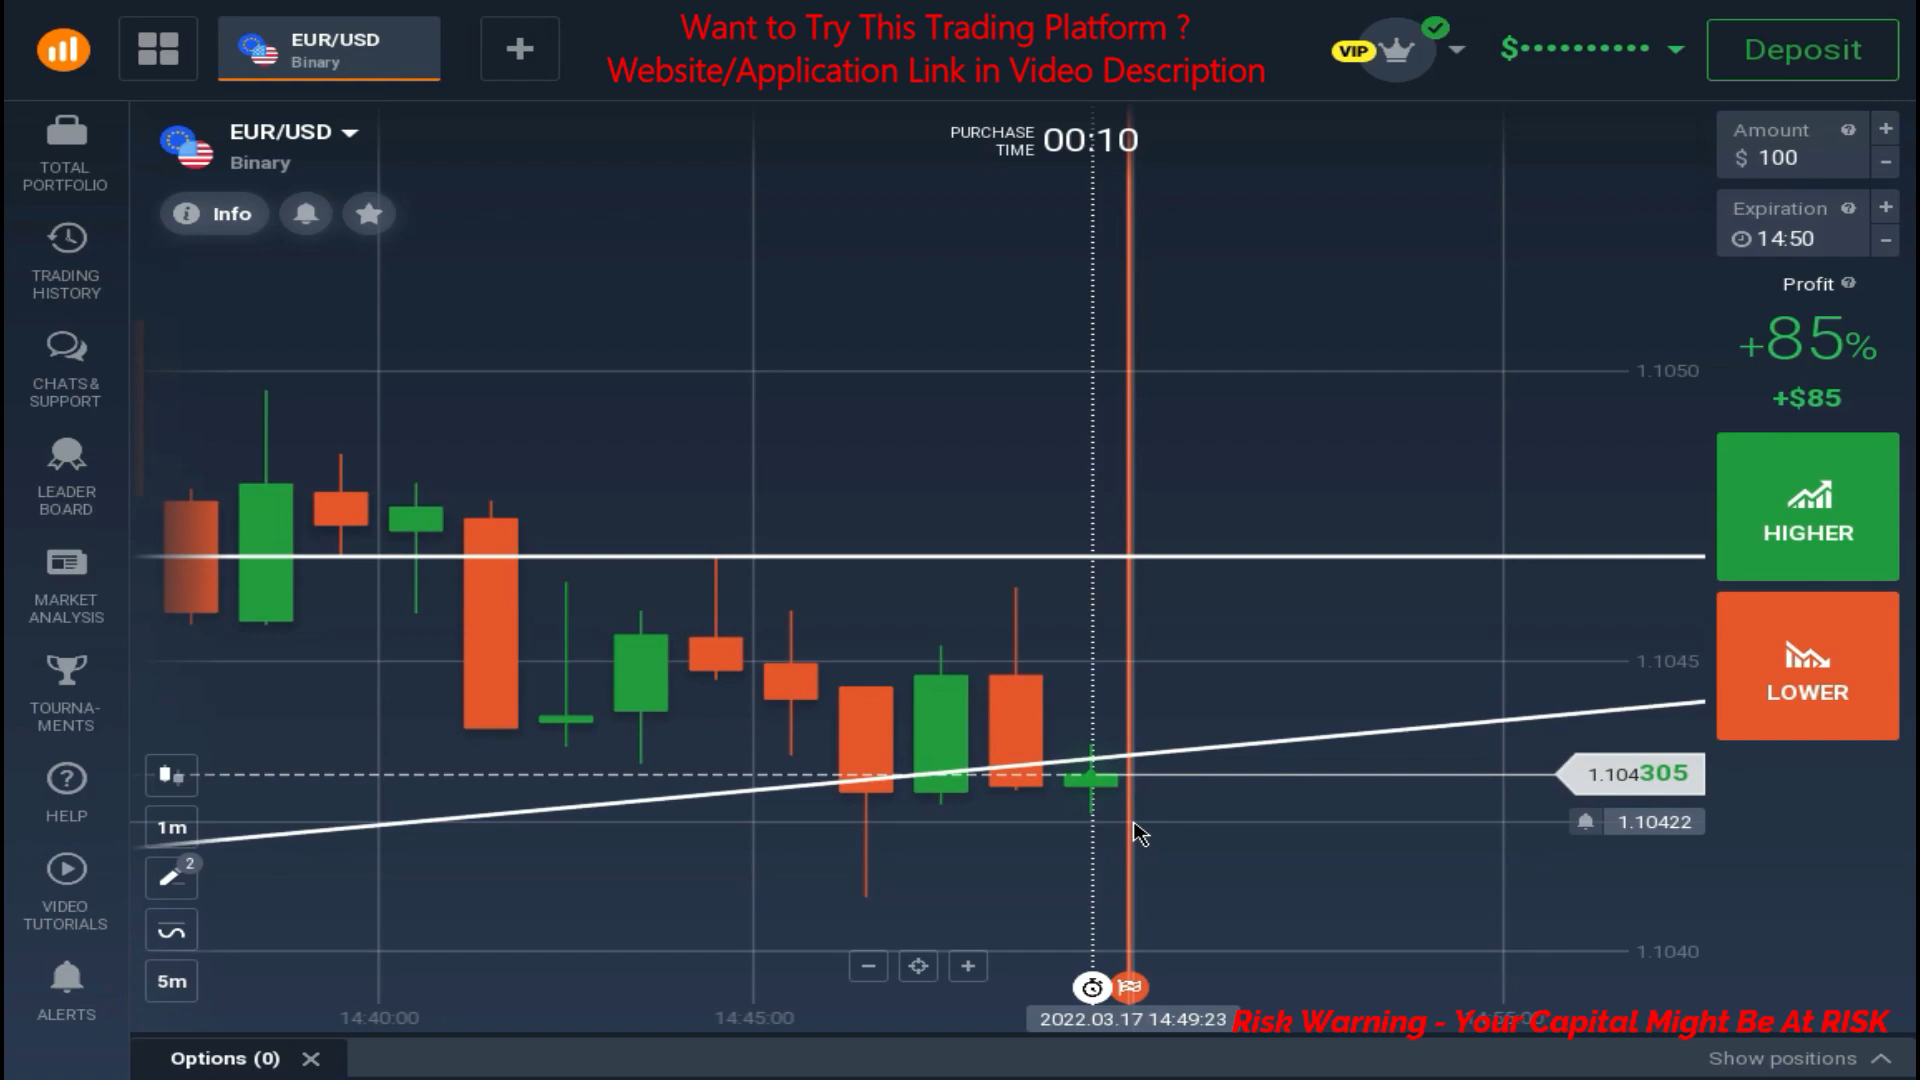 Want to Try This Trading Platform ?
Website/Application Link in Video Description
EUR/USD
Binary
VIP
$••••••••••
Deposit
TOTAL
PORTFOLIO
TRADING
HISTORY
CHATS &
SUPPORT
LEADER
BOARD
MARKET
ANALYSIS
TOURNA-
MENTS
HELP
VIDEO
TUTORIALS
ALERTS
EUR/USD
Binary
Info
PURCHASE
TIME 00:10
Amount
$ 100
Expiration
14:50
Profit
+85%
+$85
HIGHER
LOWER
1.1050
1.1045
1.104305
1.10422
1.1040
1m
2
5m
14:40:00
14:45:00
2022.03.17 14:49:23
Risk Warning - Your Capital Might Be At RISK
Options (0)
Show positions